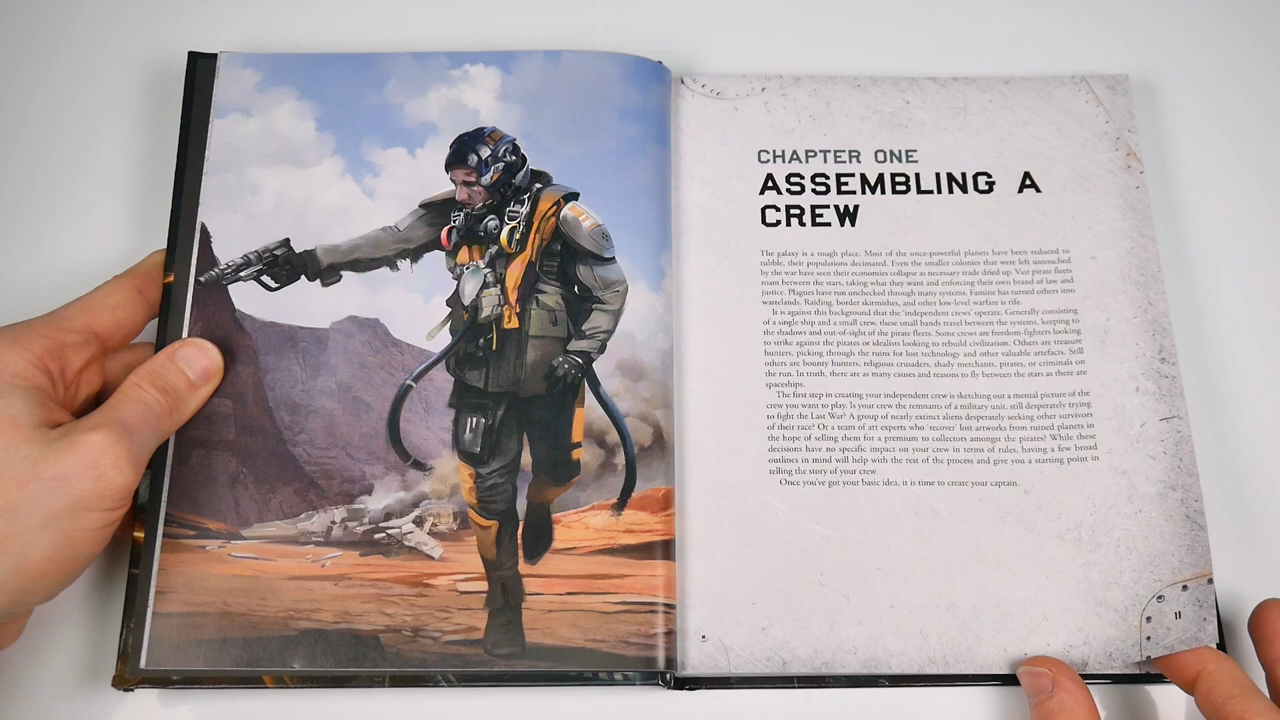 CHAPTER ONE
ASSEMBLING A
CREW
The galaxy is a rough place. Most of the once-powerful planets have been reduced to
rubble, their populations decimated. Even the smaller colonies that were left untouched
by the war have seen their economies collapse as necessary trade dried up. Vast pirate fleets
roam between the stars, taking what they want and enforcing their own brand of law and
justice. Plagues have run unchecked through many systems. Famine has turned others into
wastelands. Raiding, border skirmishes, and other low-level warfare is rife.
It is against this background that the 'independent crews' operate. Generally consisting
of a single ship and a small crew, these small bands travel between the systems, keeping to
the shadows and out-of-sight of the pirate fleets. Some crews are freedom-fighters looking
to strike against the pirates or idealists looking to rebuild civilization. Others are treasure
hunters, picking through the ruins for lost technology and other valuable artefacts. Still
others are bounty hunters, religious crusaders, shady merchants, pirates, or criminals on
the run. In truth, there are as many causes and reasons to fly between the stars as there are
spaceships.
The first step in creating your independent crew is sketching out a mental picture of the
crew you want to play. Is your crew the remnants of a military unit, still desperately trying
to fight the Last War? A group of nearly extinct aliens desperately seeking other survivors
of their race? Or a team of art experts who 'recover' lost artworks from ruined planets in
the hope of selling them for a premium to collectors amongst the pirates? While these
decisions have no specific impact on your crew in terms of rules, having a few broad
outlines in mind will help with the rest of the process and give you a starting point in
telling the story of your crew.
Once you've got your basic idea, it is time to create your captain.
11